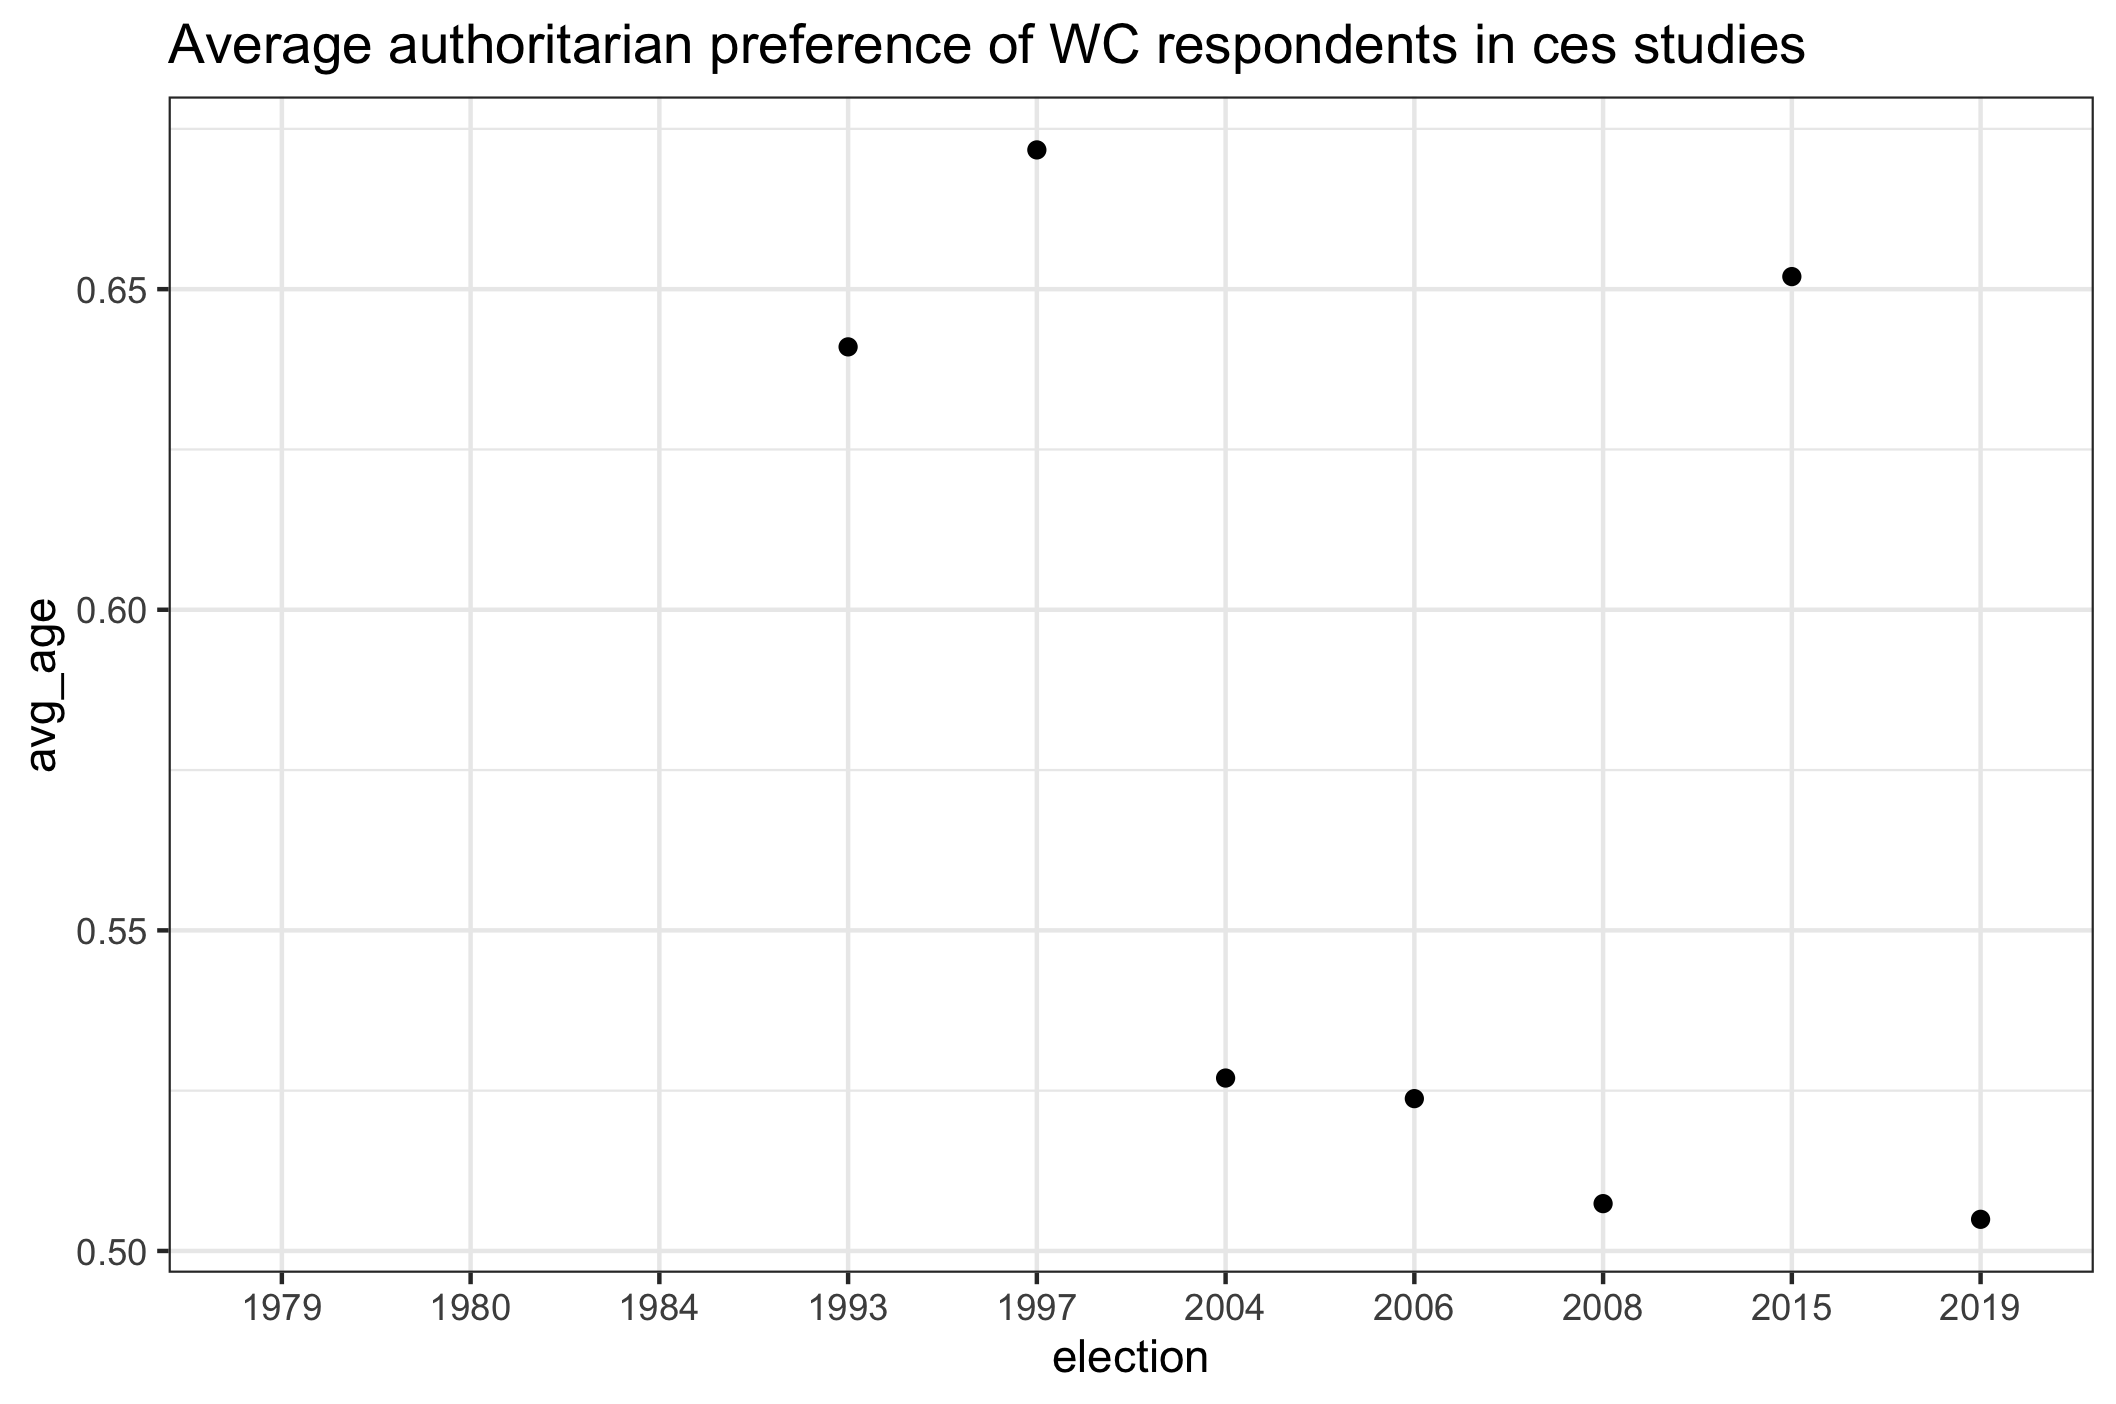 Average authoritarian preference of WC respondents in ces studies
avg_age
0.65
0.60
0.55
0.50
1979 1980 1984 1993 1997 2004 2006 2008 2015 2019
election